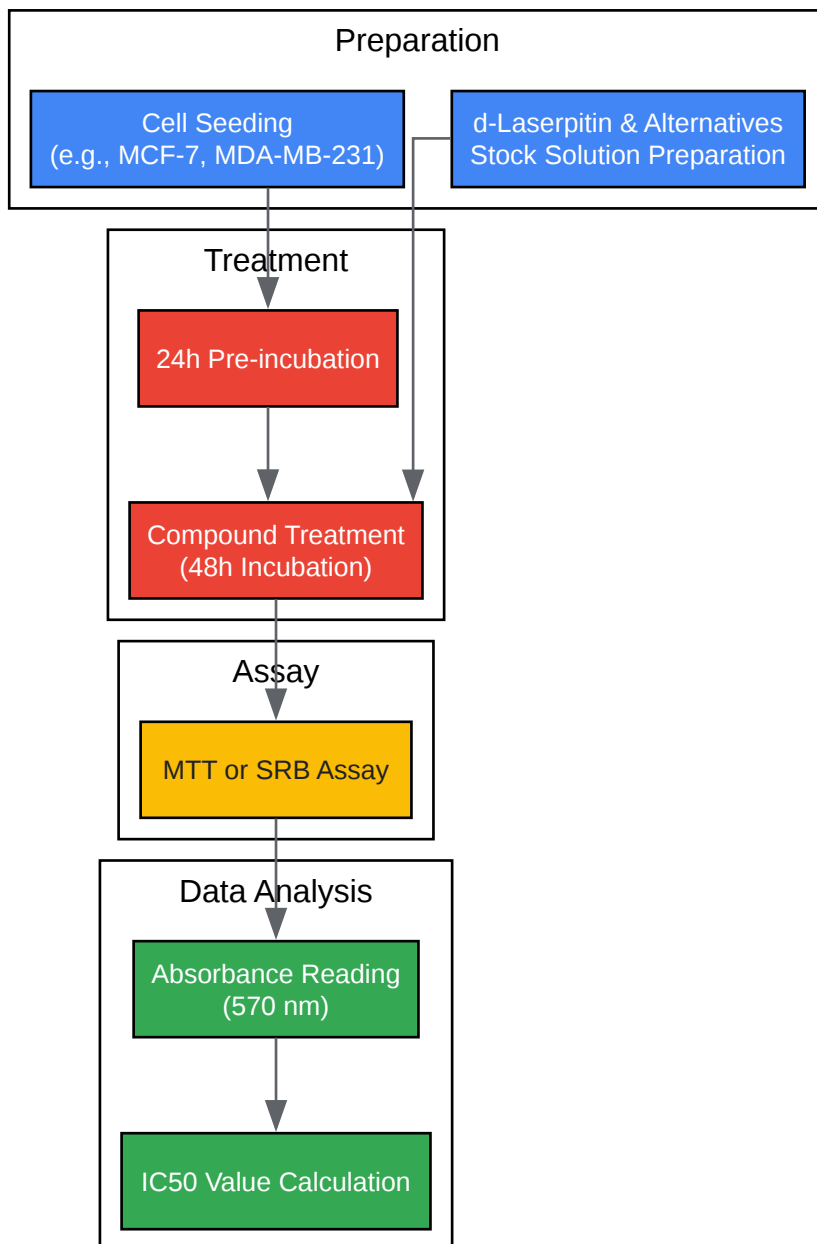 Preparation
Cell Seeding
(e.g., MCF-7, MDA-MB-231)
d-Laserpitin & Alternatives
Stock Solution Preparation
Treatment
24h Pre-incubation
Compound Treatment
(48h Incubation)
Assay
MTT or SRB Assay
Data Analysis
Absorbance Reading
(570 nm)
IC50 Value Calculation